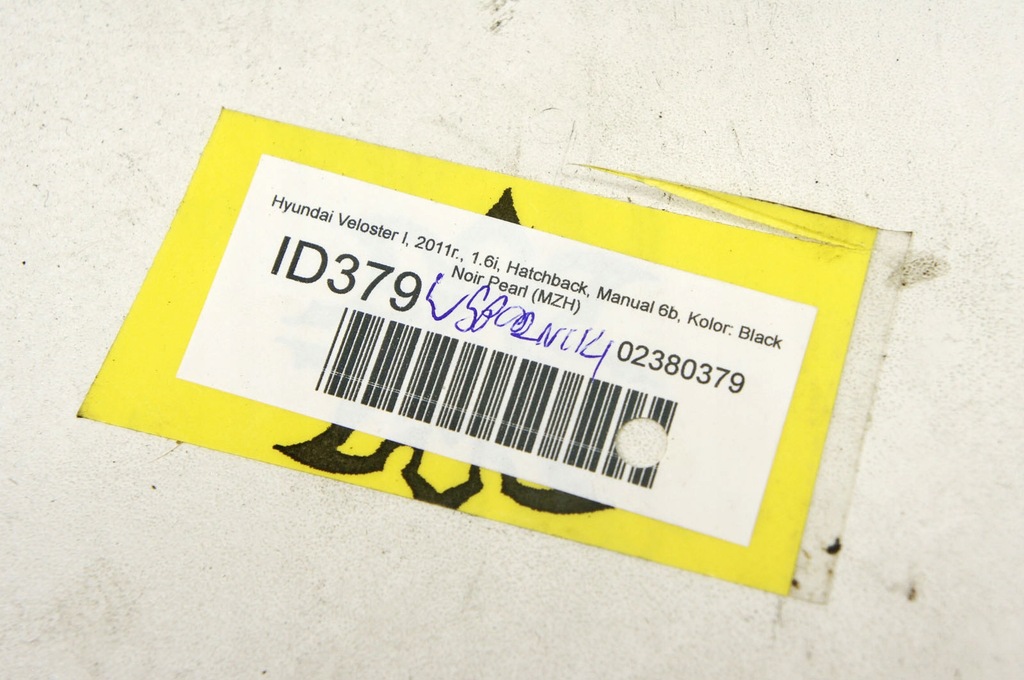 Hyundai Veloster I, 2011r., 1.6i, Hatchback, Manual 6b, Kolor: Black
Noir Pearl (MZH)
ID379
02380379